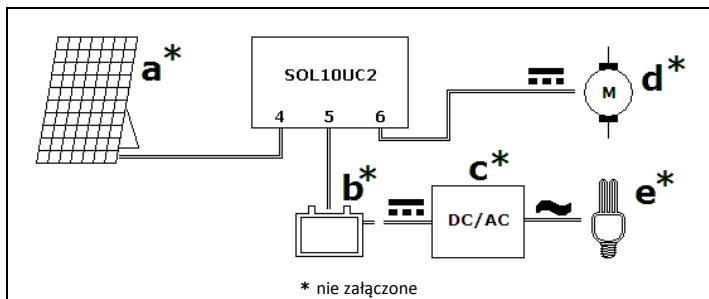 a*
SOL10UC2
4 5 6
M
d*
b*
c*
DC/AC
e*
* nie załączone